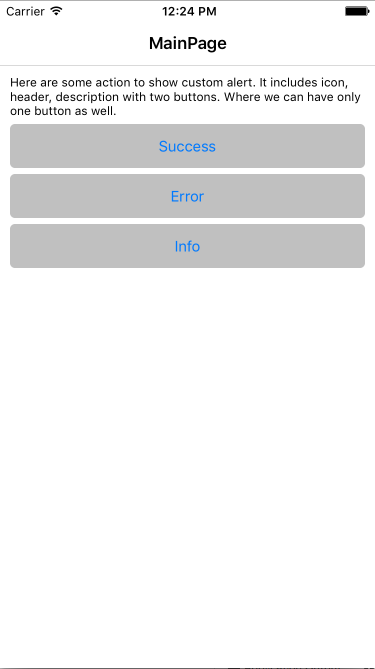 Carrier 12:24 PM
MainPage
Here are some action to show custom alert. It includes icon,
header, description with two buttons. Where we can have only
one button as well.
Success
Error
Info